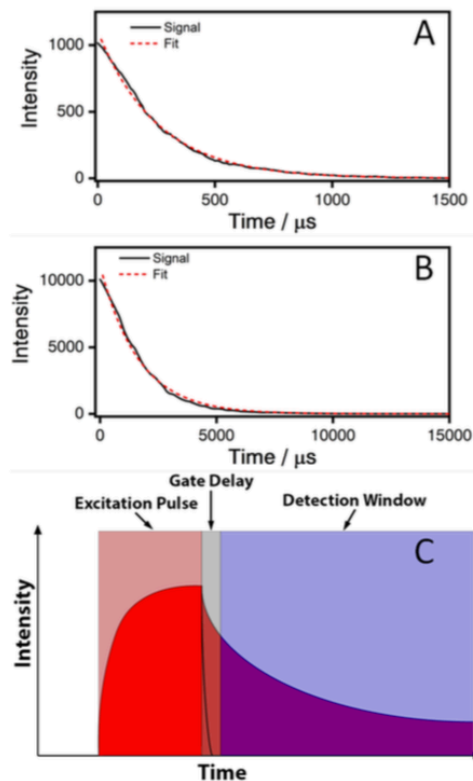 A
Signal
Fit
1000
500
0
Intensity
0 500 1000 1500
Time / μs
B
Signal
Fit
10000
5000
0
Intensity
0 5000 10000 15000
Time / μs
Gate Delay
Excitation Pulse
Detection Window
C
Intensity
Time